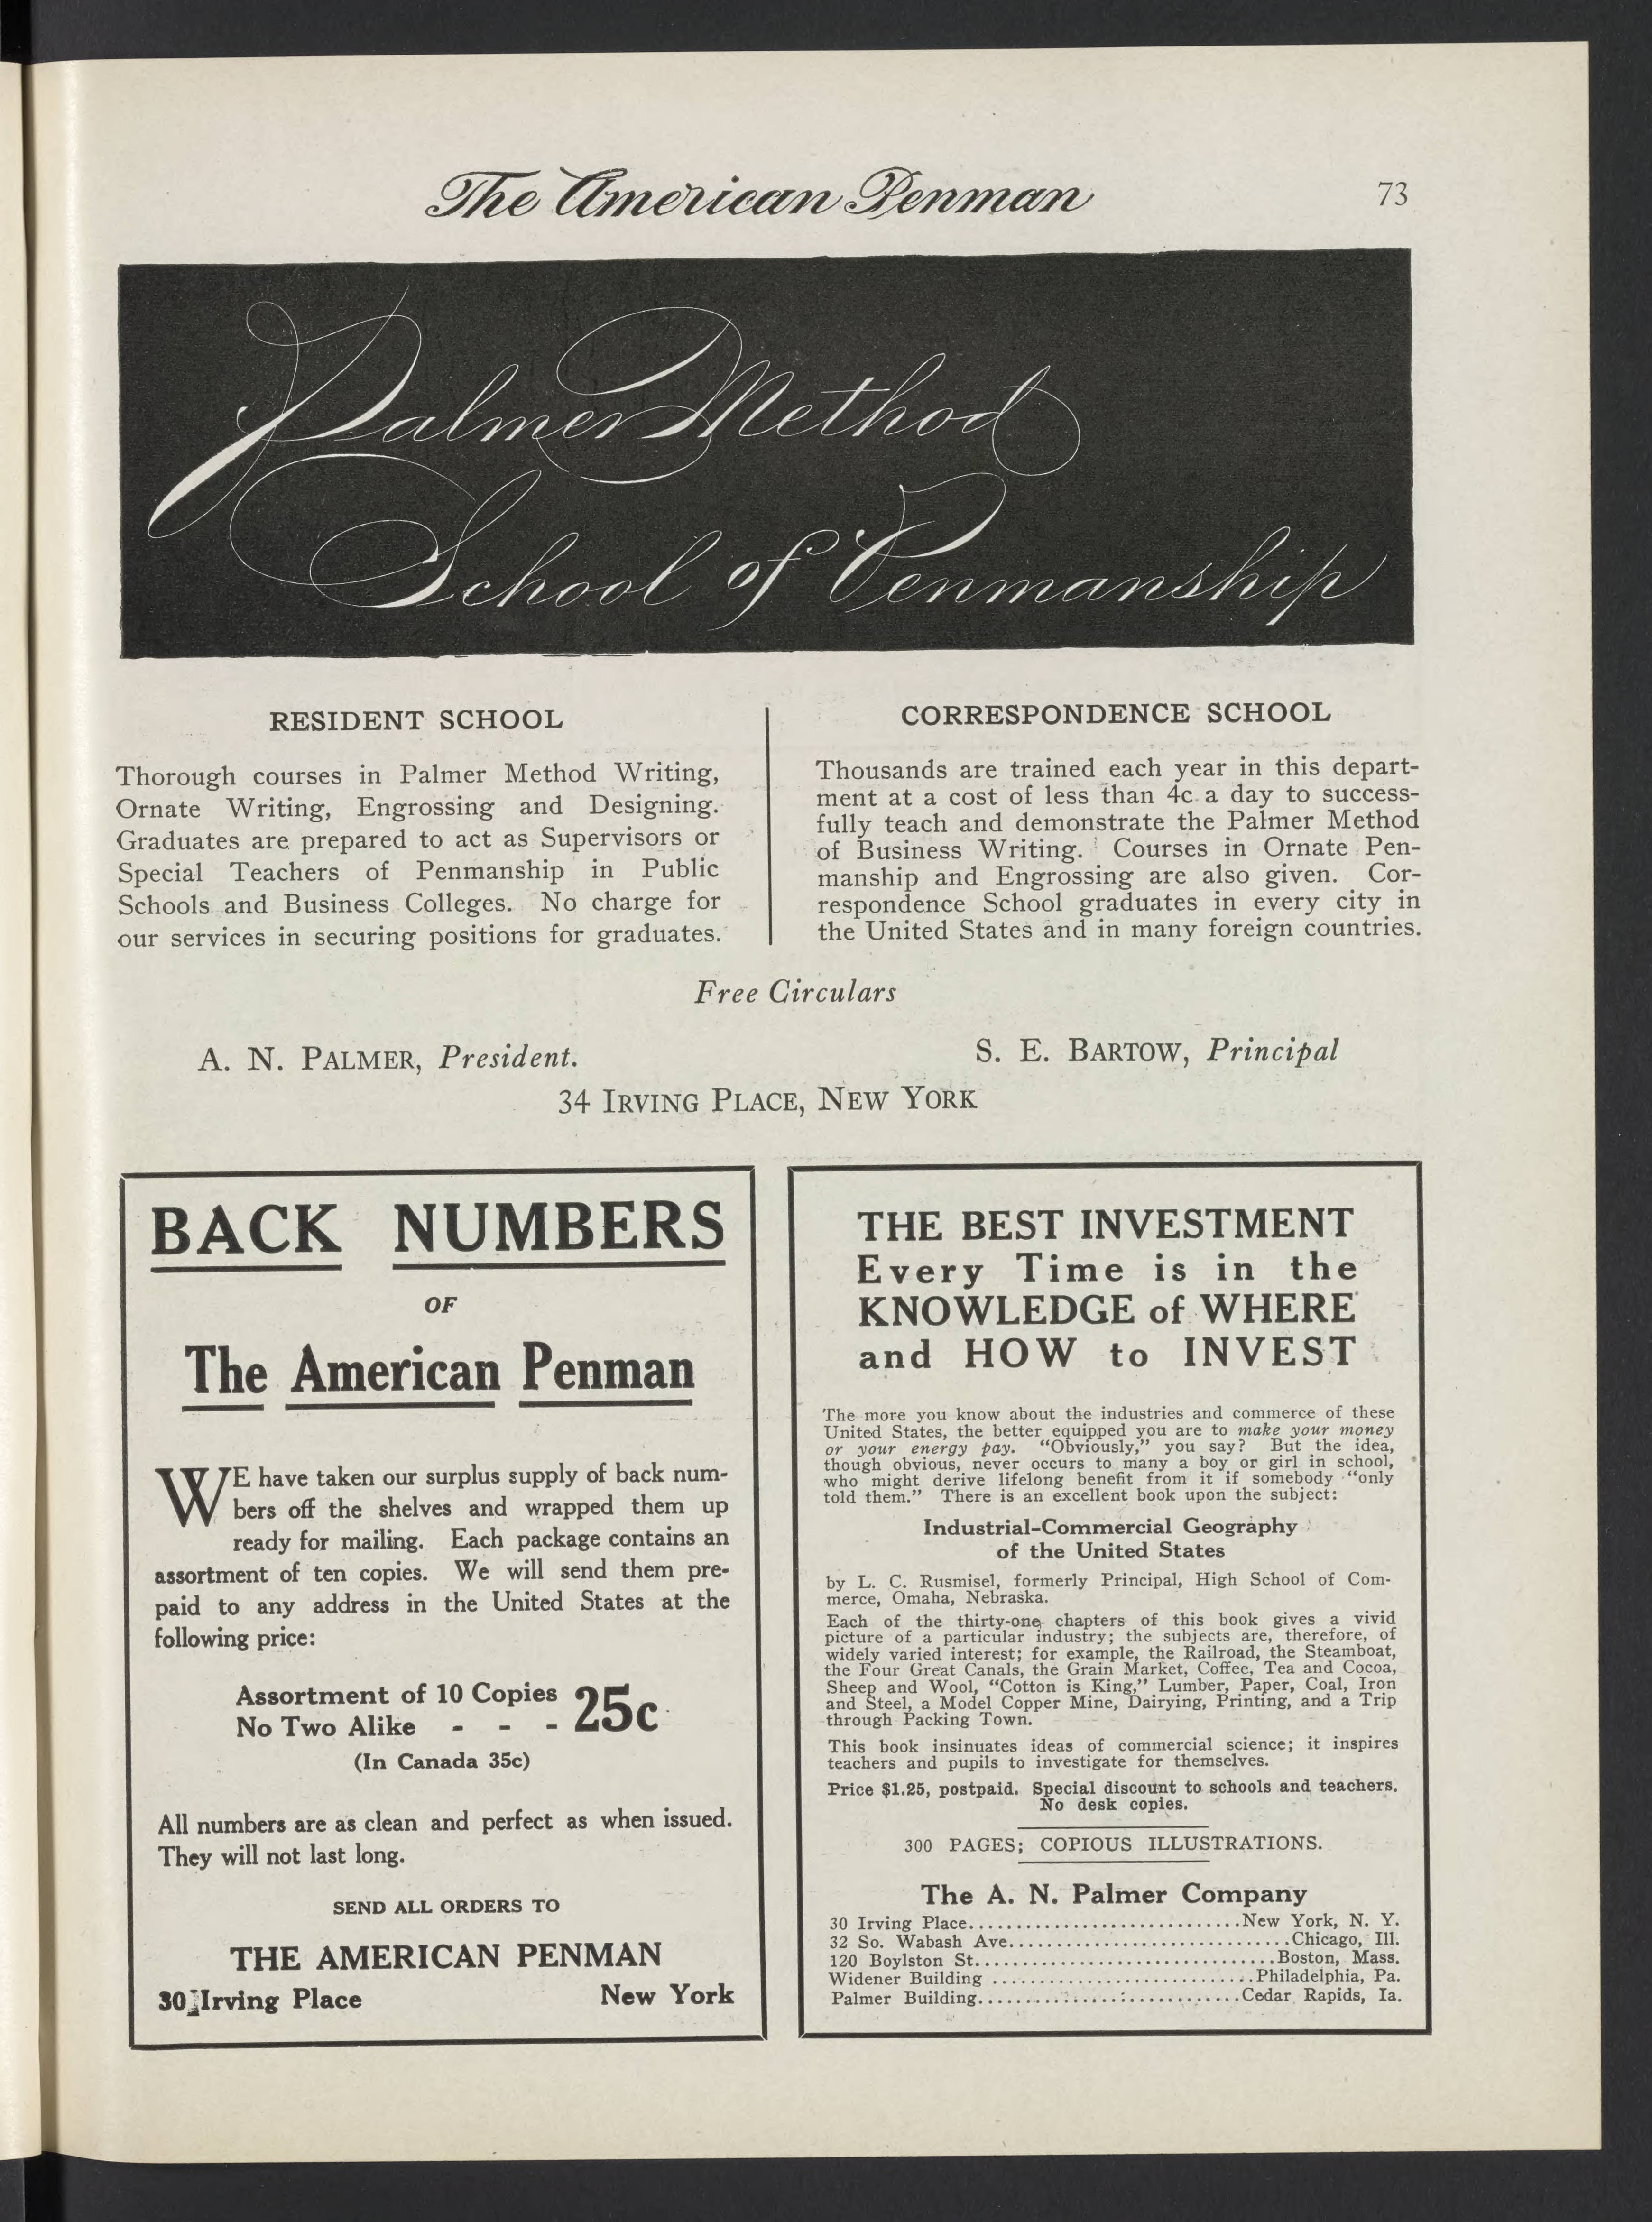 The American Penman
73
Palmer Method
School of Penmanship
RESIDENT SCHOOL
Thorough courses in Palmer Method Writing,
Ornate Writing, Engrossing and Designing.
Graduates are prepared to act as Supervisors or
Special Teachers of Penmanship in Public
Schools and Business Colleges. No charge for
our services in securing positions for graduates.
CORRESPONDENCE SCHOOL
Thousands are trained each year in this depart-
ment at a cost of less than 4c a day to success-
fully teach and demonstrate the Palmer Method
of Business Writing. Courses in Ornate Pen-
manship and Engrossing are also given. Cor-
respondence School graduates in every city in
the United States and in many foreign countries.
Free Circulars
A. N. PALMER, President.
S. E. BARTOW, Principal
34 IRVING PLACE, NEW YORK
BACK NUMBERS
OF
The American Penman
WE have taken our surplus supply of back num-
bers off the shelves and wrapped them up
ready for mailing. Each package contains an
assortment of ten copies. We will send them pre-
paid to any address in the United States at the
following price:
Assortment of 10 Copies
No Two Alike - - - 25c
(In Canada 35c)
All numbers are as clean and perfect as when issued.
They will not last long.
SEND ALL ORDERS TO
THE AMERICAN PENMAN
30 Irving Place New York
THE BEST INVESTMENT
Every Time is in the
KNOWLEDGE of WHERE
and HOW to INVEST
The more you know about the industries and commerce of these
United States, the better equipped you are to make your money
or your energy pay. "Obviously," you say? But the idea,
though obvious, never occurs to many a boy or girl in school,
who might derive lifelong benefit from it if somebody "only
told them." There is an excellent book upon the subject:
Industrial-Commercial Geography
of the United States
by L. C. Rusmisel, formerly Principal, High School of Com-
merce, Omaha, Nebraska.
Each of the thirty-one chapters of this book gives a vivid
picture of a particular industry; the subjects are, therefore, of
widely varied interest; for example, the Railroad, the Steamboat,
the Four Great Canals, the Grain Market, Coffee, Tea and Cocoa,
Sheep and Wool, "Cotton is King," Lumber, Paper, Coal, Iron
and Steel, a Model Copper Mine, Dairying, Printing, and a Trip
through Packing Town.
This book insinuates ideas of commercial science; it inspires
teachers and pupils to investigate for themselves.
Price $1.25, postpaid. Special discount to schools and teachers.
No desk copies.
300 PAGES; COPIOUS ILLUSTRATIONS.
The A. N. Palmer Company
30 Irving Place............................New York, N. Y.
32 So. Wabash Ave.............................Chicago, Ill.
120 Boylston St...............................Boston, Mass.
Widener Building ...........................Philadelphia, Pa.
Palmer Building...........................Cedar Rapids, Ia.